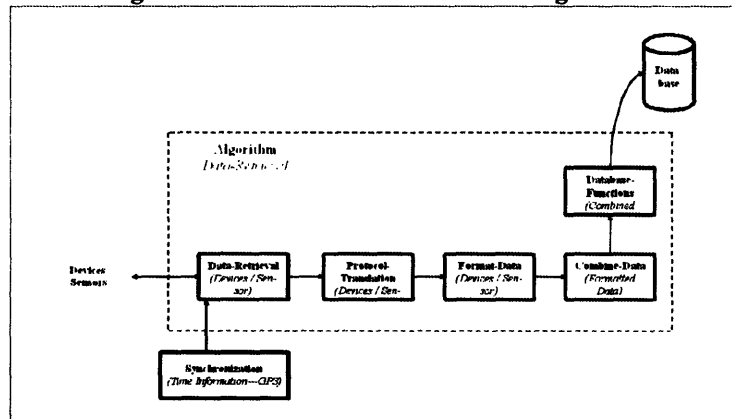 Data
base
Algorithm
Database-
Functions
(Combined
Devices
Sensors
Data-Retrieval
(Devices / Sen-
sor)
Protocol-
Translation
(Devices / Sen-
Format-Data
(Devices / Sen-
sor)
Combine-Data
(Formatted
Data)
Synchronization
(Time Information---GPS)